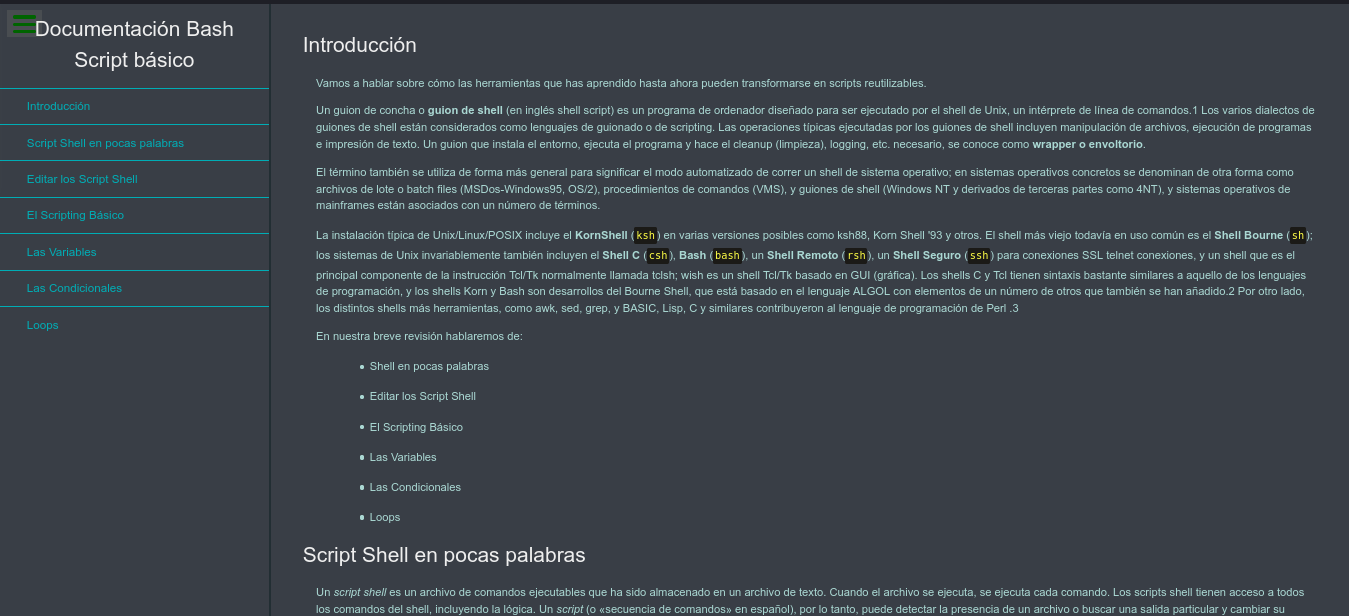 Documentación Bash
Script básico
Introducción
Script Shell en pocas palabras
Editar los Script Shell
El Scripting Básico
Las Variables
Las Condicionales
Loops
Introducción
Vamos a hablar sobre cómo las herramientas que has aprendido hasta ahora pueden transformarse en scripts reutilizables.
Un guion de concha o guion de shell (en inglés shell script) es un programa de ordenador diseñado para ser ejecutado por el shell de Unix, un intérprete de línea de comandos.1 Los varios dialectos de
guiones de shell están considerados como lenguajes de guionado o de scripting. Las operaciones típicas ejecutadas por los guiones de shell incluyen manipulación de archivos, ejecución de programas
e impresión de texto. Un guion que instala el entorno, ejecuta el programa y hace el cleanup (limpieza), logging, etc. necesario, se conoce como wrapper o envoltorio.
El término también se utiliza de forma más general para significar el modo automatizado de correr un shell de sistema operativo; en sistemas operativos concretos se denominan de otra forma como
archivos de lote o batch files (MSDos-Windows95, OS/2), procedimientos de comandos (VMS), y guiones de shell (Windows NT y derivados de terceras partes como 4NT), y sistemas operativos de
mainframes están asociados con un número de términos.
La instalación típica de Unix/Linux/POSIX incluye el KornShell (ksh) en varias versiones posibles como ksh88, Korn Shell '93 y otros. El shell más viejo todavía en uso común es el Shell Bourne (sh);
los sistemas de Unix invariablemente también incluyen el Shell C (csh), Bash (bash), un Shell Remoto (rsh), un Shell Seguro (ssh) para conexiones SSL telnet conexiones, y un shell que es el
principal componente de la instrucción Tcl/Tk normalmente llamada tclsh; wish es un shell Tcl/Tk basado en GUI (gráfica). Los shells C y Tcl tienen sintaxis bastante similares a aquello de los lenguajes
de programación, y los shells Korn y Bash son desarrollos del Bourne Shell, que está basado en el lenguaje ALGOL con elementos de un número de otros que también se han añadido.2 Por otro lado,
los distintos shells más herramientas, como awk, sed, grep, y BASIC, Lisp, C y similares contribuyeron al lenguaje de programación de Perl .3
En nuestra breve revisión hablaremos de:
Shell en pocas palabras
Editar los Script Shell
El Scripting Básico
Las Variables
Las Condicionales
Loops
Script Shell en pocas palabras
Un script shell es un archivo de comandos ejecutables que ha sido almacenado en un archivo de texto. Cuando el archivo se ejecuta, se ejecuta cada comando. Los scripts shell tienen acceso a todos
los comandos del shell, incluyendo la lógica. Un script (o «secuencia de comandos» en español), por lo tanto, puede detectar la presencia de un archivo o buscar una salida particular y cambiar su